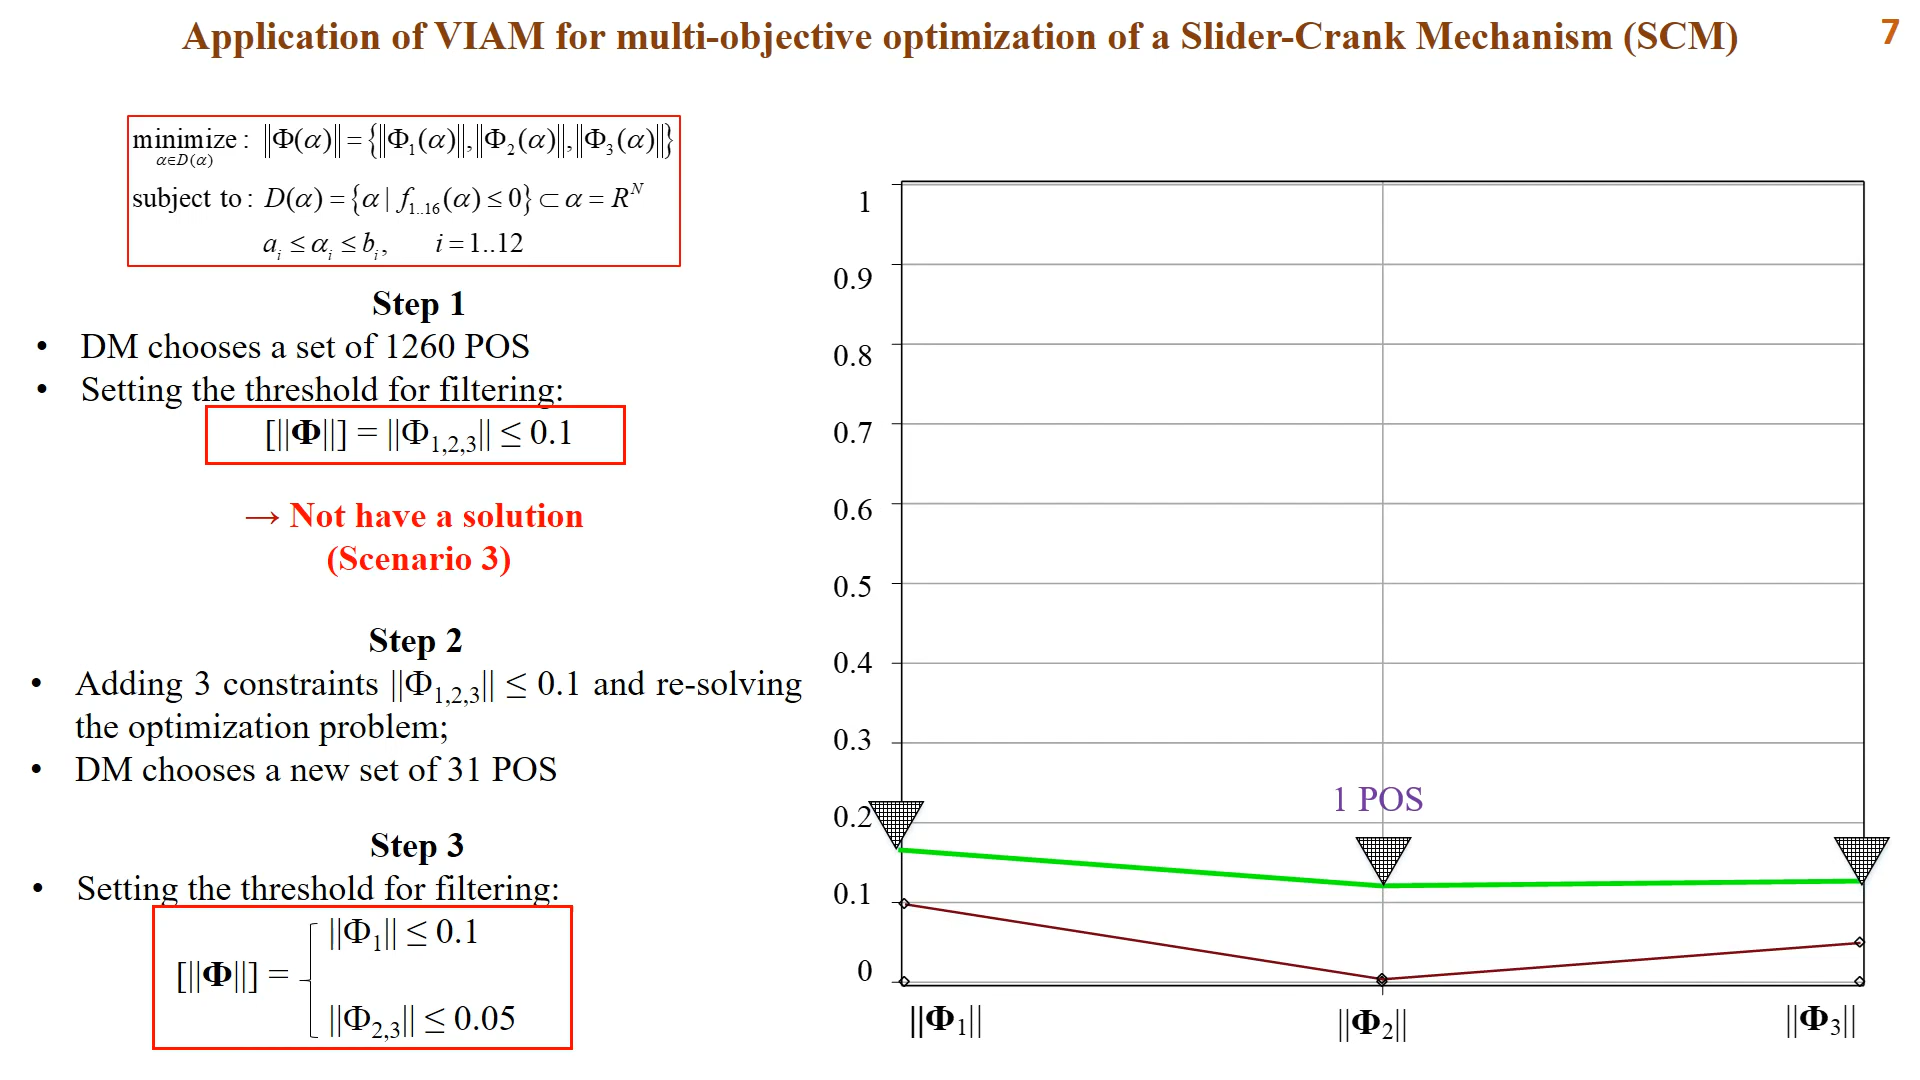 Application of VIAM for multi-objective optimization of a Slider-Crank Mechanism (SCM)
7
minimize : ||Φ(α)|| = {||Φ₁(α)||, ||Φ₂(α)||, ||Φ₃(α)||}
α∈D(α)
subject to : D(α) = {α | f₁..₁₆(α) ≤ 0} ⊂ α = Rᴺ
aᵢ ≤ αᵢ ≤ bᵢ, i = 1..12
Step 1
• DM chooses a set of 1260 POS
• Setting the threshold for filtering:
[||Φ||] = ||Φ₁,₂,₃|| ≤ 0.1
→ Not have a solution
(Scenario 3)
Step 2
• Adding 3 constraints ||Φ₁,₂,₃|| ≤ 0.1 and re-solving
the optimization problem;
• DM chooses a new set of 31 POS
Step 3
• Setting the threshold for filtering:
||Φ₁|| ≤ 0.1
[||Φ||] =
||Φ₂,₃|| ≤ 0.05
1
0.9
0.8
0.7
0.6
0.5
0.4
0.3
0.2
0.1
0
1 POS
||Φ₁||
||Φ₂||
||Φ₃||